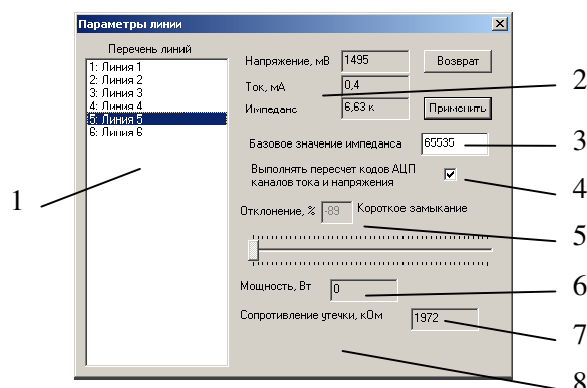 Параметры линии
Перечень линий
1: Линия 1
2: Линия 2
3: Линия 3
4: Линия 4
5: Линия 5
6: Линия 6
Напряжение, мВ 1495 Возврат
Ток, мА 0,4
Импеданс 6,63 к Применить
Базовое значение импеданса 65535
Выполнять пересчет кодов АЦП
каналов тока и напряжения
Отклонение, % -89 Короткое замыкание
Мощность, Вт 0
Сопротивление утечки, кОм 1972
1
2
3
4
5
6
7
8